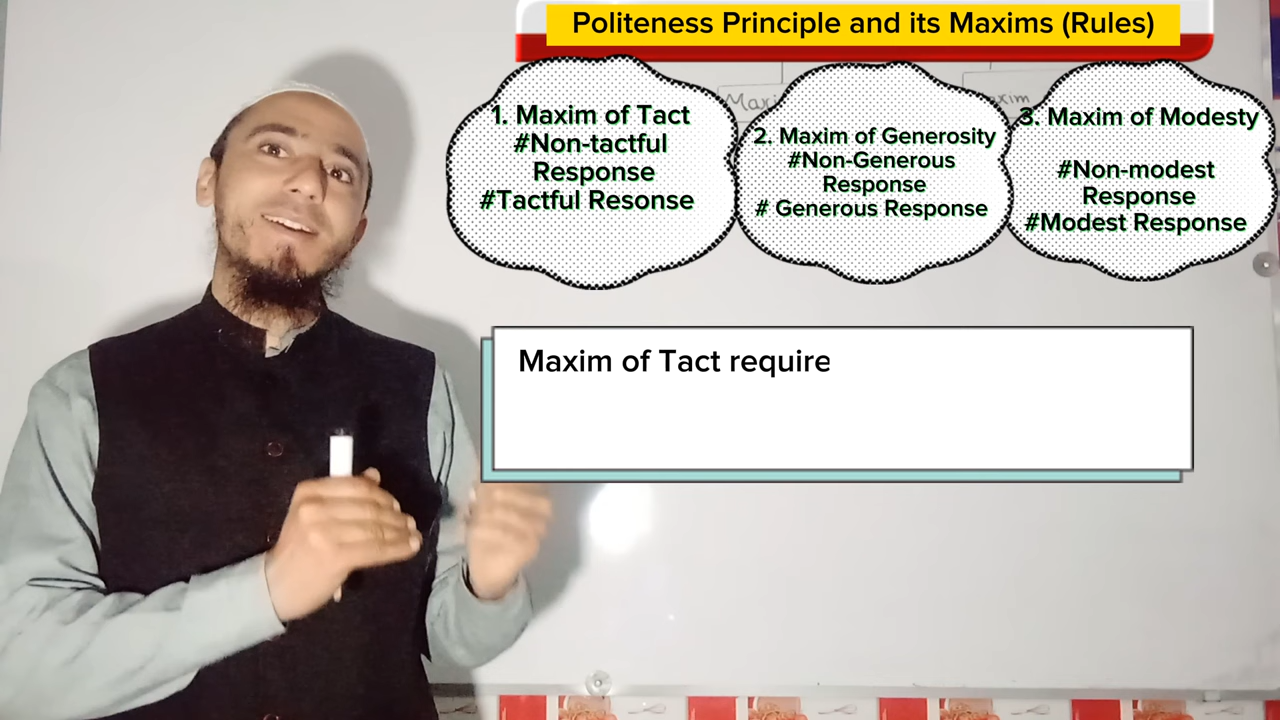 Politeness Principle and its Maxims (Rules)
1. Maxim of Tact
#Non-tactful
Response
#Tactful Resonse
2. Maxim of Generosity
#Non-Generous
Response
# Generous Response
3. Maxim of Modesty
#Non-modest
Response
#Modest Response
Maxim of Tact require